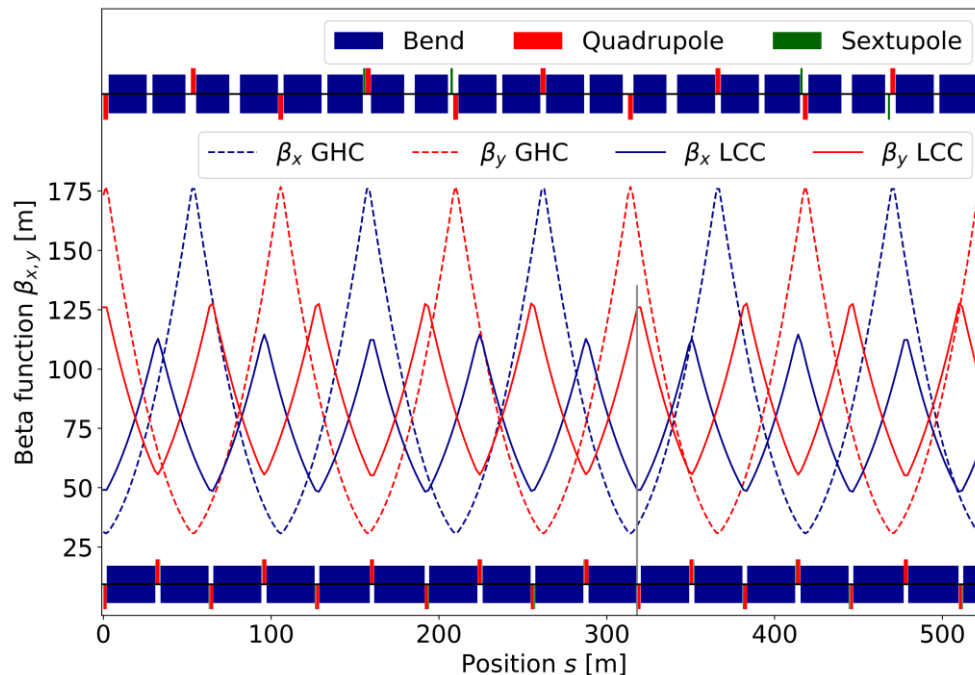 Bend Quadrupole Sextupole
βx GHC βy GHC βx LCC βy LCC
175
150
125
100
75
50
25
Beta function βx,y [m]
0 100 200 300 400 500
Position s [m]